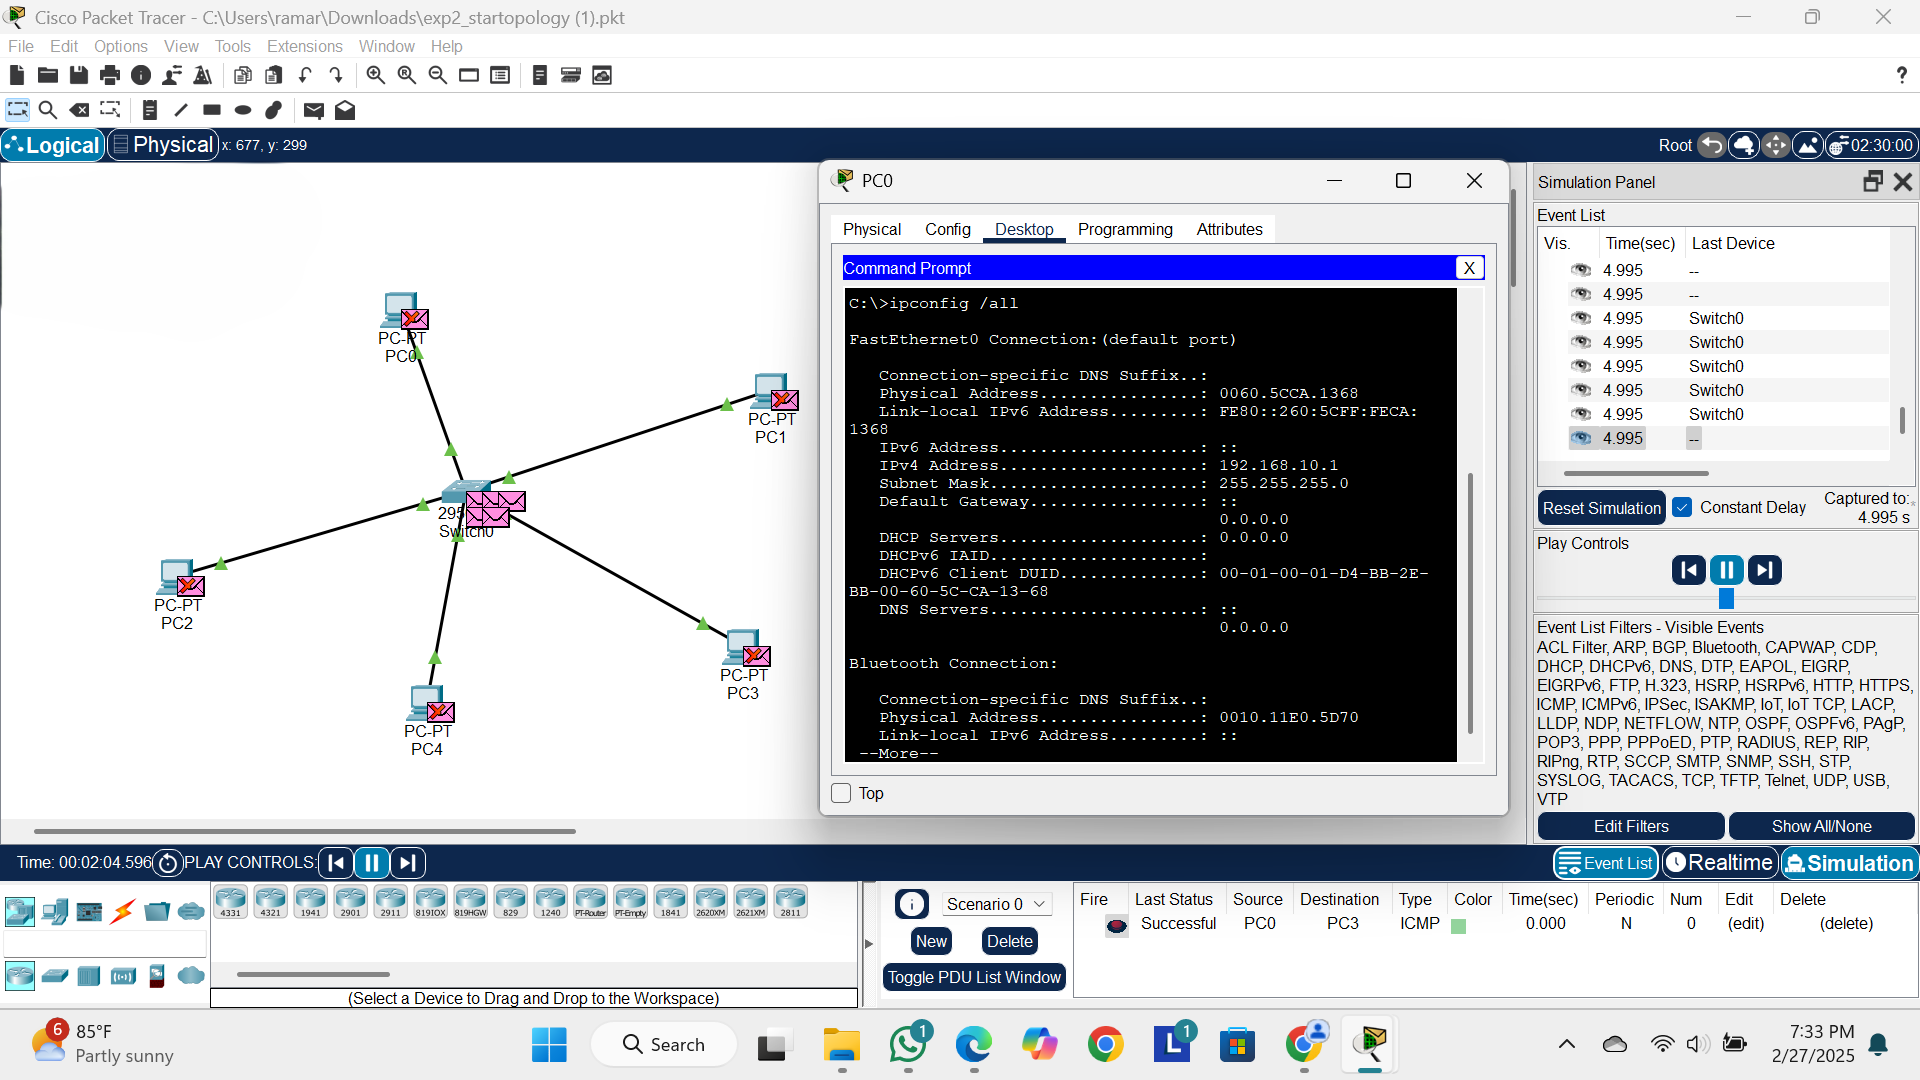 Cisco Packet Tracer - C:\Users\ramar\Downloads\exp2_startopology (1).pkt
File Edit Options View Tools Extensions Window Help
?
Logical Physical x: 677, y: 299
Root 02:30:00
PC-PT
PC0
PC-PT
PC1
295
Switch0
PC-PT
PC2
PC-PT
PC3
PC-PT
PC4
PC0
Physical Config Desktop Programming Attributes
Command Prompt X
C:\>ipconfig /all
FastEthernet0 Connection:(default port)
Connection-specific DNS Suffix..:
Physical Address................: 0060.5CCA.1368
Link-local IPv6 Address.........: FE80::260:5CFF:FECA:
1368
IPv6 Address....................: ::
IPv4 Address....................: 192.168.10.1
Subnet Mask.....................: 255.255.255.0
Default Gateway.................: ::
0.0.0.0
DHCP Servers....................: 0.0.0.0
DHCPv6 IAID.....................:
DHCPv6 Client DUID..............: 00-01-00-01-D4-BB-2E-
BB-00-60-5C-CA-13-68
DNS Servers.....................: ::
0.0.0.0
Bluetooth Connection:
Connection-specific DNS Suffix..:
Physical Address................: 0010.11E0.5D70
Link-local IPv6 Address.........: ::
--More--
Top
Simulation Panel
Event List
Vis. Time(sec) Last Device
4.995 --
4.995 --
4.995 Switch0
4.995 Switch0
4.995 Switch0
4.995 Switch0
4.995 Switch0
4.995 --
Reset Simulation Constant Delay Captured to:
4.995 s
Play Controls
Event List Filters - Visible Events
ACL Filter, ARP, BGP, Bluetooth, CAPWAP, CDP,
DHCP, DHCPv6, DNS, DTP, EAPOL, EIGRP,
EIGRPv6, FTP, H.323, HSRP, HSRPv6, HTTP, HTTPS,
ICMP, ICMPv6, IPSec, ISAKMP, IoT, IoT TCP, LACP,
LLDP, NDP, NETFLOW, NTP, OSPF, OSPFv6, PAgP,
POP3, PPP, PPPoED, PTP, RADIUS, REP, RIP,
RIPng, RTP, SCCP, SMTP, SNMP, SSH, STP,
SYSLOG, TACACS, TCP, TFTP, Telnet, UDP, USB,
VTP
Edit Filters Show All/None
Time: 00:02:04.596 PLAY CONTROLS:
Event List Realtime Simulation
4331 4321 1941 2901 2911 819IOX 819HGW 829 1240 PT-Router PT-Empty 1841 2620XM 2621XM 2811
(Select a Device to Drag and Drop to the Workspace)
Scenario 0
New Delete
Toggle PDU List Window
Fire Last Status Source Destination Type Color Time(sec) Periodic Num Edit Delete
Successful PC0 PC3 ICMP 0.000 N 0 (edit) (delete)
6
85°F
Partly sunny
Search
1
L
1
7:33 PM
2/27/2025